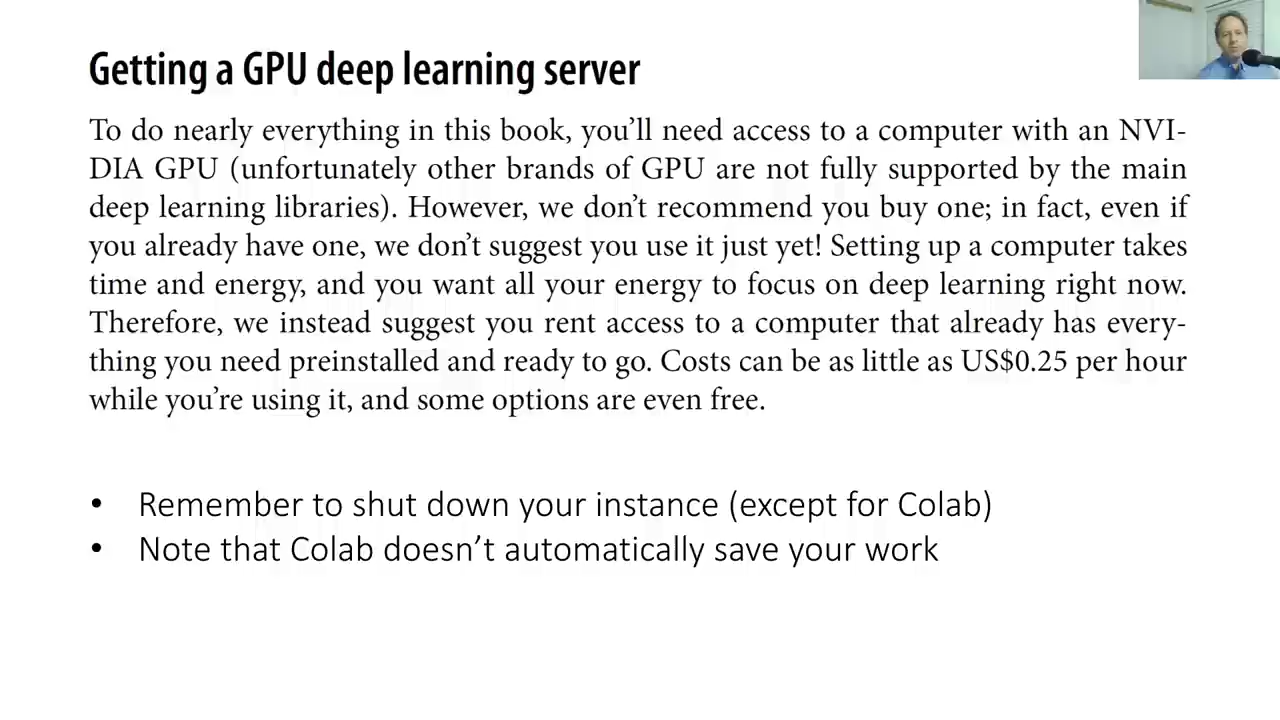 Getting a GPU deep learning server
To do nearly everything in this book, you’ll need access to a computer with an NVI-
DIA GPU (unfortunately other brands of GPU are not fully supported by the main
deep learning libraries). However, we don’t recommend you buy one; in fact, even if
you already have one, we don’t suggest you use it just yet! Setting up a computer takes
time and energy, and you want all your energy to focus on deep learning right now.
Therefore, we instead suggest you rent access to a computer that already has every-
thing you need preinstalled and ready to go. Costs can be as little as US$0.25 per hour
while you’re using it, and some options are even free.
• Remember to shut down your instance (except for Colab)
• Note that Colab doesn’t automatically save your work